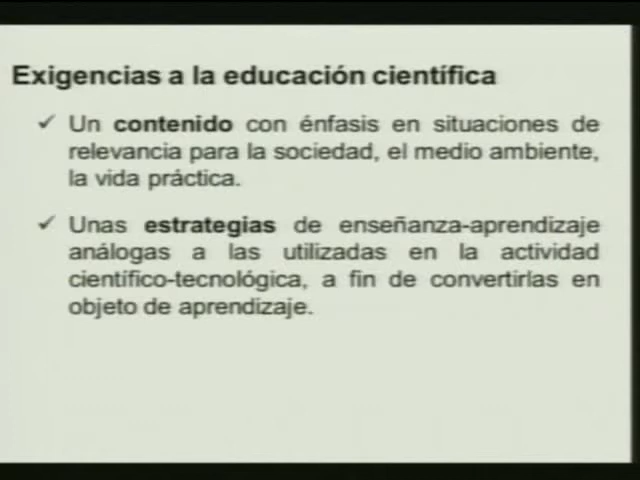 Exigencias a la educación científica
✓ Un contenido con énfasis en situaciones de
relevancia para la sociedad, el medio ambiente,
la vida práctica.
✓ Unas estrategias de enseñanza-aprendizaje
análogas a las utilizadas en la actividad
científico-tecnológica, a fin de convertirlas en
objeto de aprendizaje.